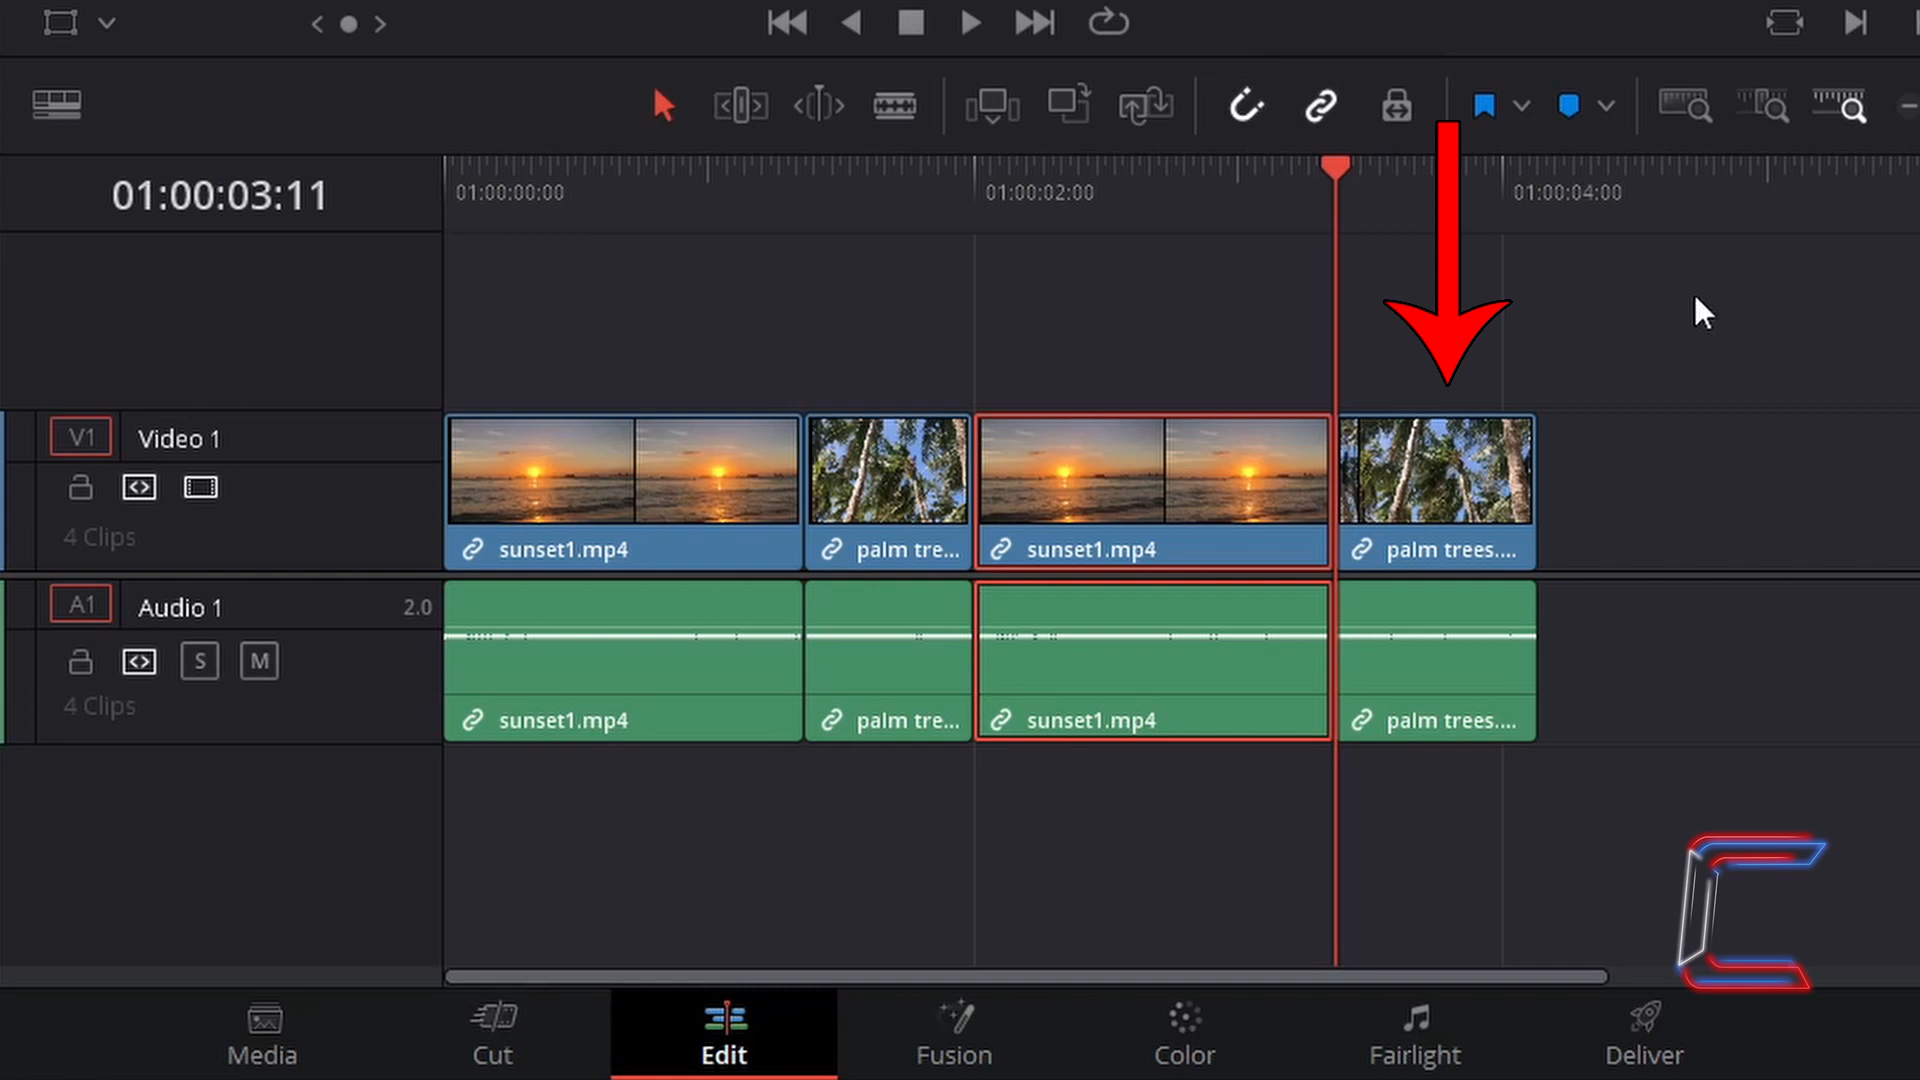 01:00:03:11
01:00:00:00
01:00:02:00
01:00:04:00
V1
Video 1
4 Clips
sunset1.mp4
palm tre...
sunset1.mp4
palm trees....
A1
Audio 1
2.0
S
M
4 Clips
sunset1.mp4
palm tre...
sunset1.mp4
palm trees....
Media
Cut
Edit
Fusion
Color
Fairlight
Deliver
C